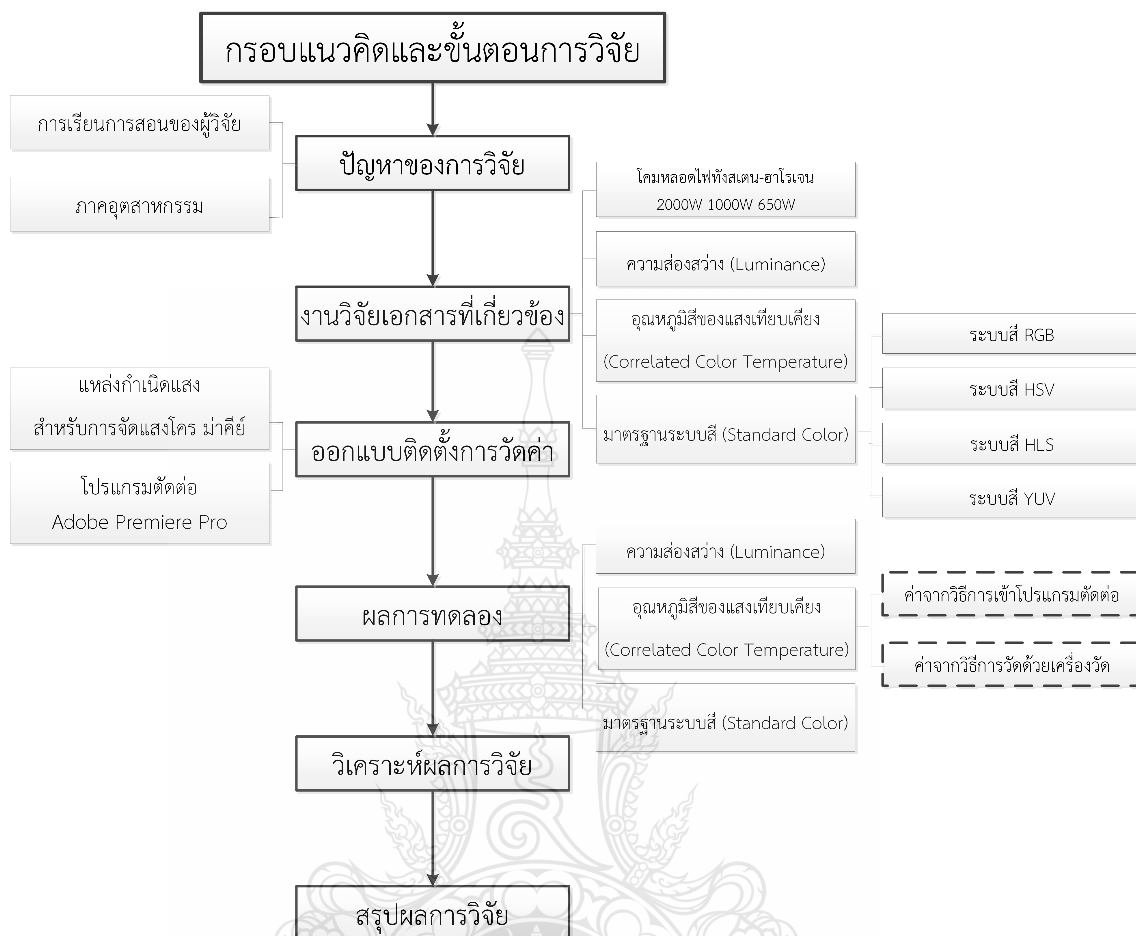 กรอบแนวคิดและขั้นตอนการวิจัย
การเรียนการสอนของผู้วิจัย
ภาคอุตสาหกรรม
ปัญหาของการวิจัย
โคมหลอดไฟทังสเตน-ฮาโรเจน
2000W 1000W 650W
ความส่องสว่าง (Luminance)
งานวิจัยเอกสารที่เกี่ยวข้อง
อุณหภูมิสีของแสงเทียบเคียง
(Correlated Color Temperature)
มาตรฐานระบบสี (Standard Color)
ระบบสี RGB
ระบบสี HSV
ระบบสี HLS
ระบบสี YUV
แหล่งกำเนิดแสง
สำหรับการจัดแสงโคร ม่าคีย์
โปรแกรมตัดต่อ
Adobe Premiere Pro
ออกแบบติดตั้งการวัดค่า
ผลการทดลอง
ความส่องสว่าง (Luminance)
อุณหภูมิสีของแสงเทียบเคียง
(Correlated Color Temperature)
มาตรฐานระบบสี (Standard Color)
ค่าจากวิธีการเข้าโปรแกรมตัดต่อ
ค่าจากวิธีการวัดด้วยเครื่องวัด
วิเคราะห์ผลการวิจัย
สรุปผลการวิจัย